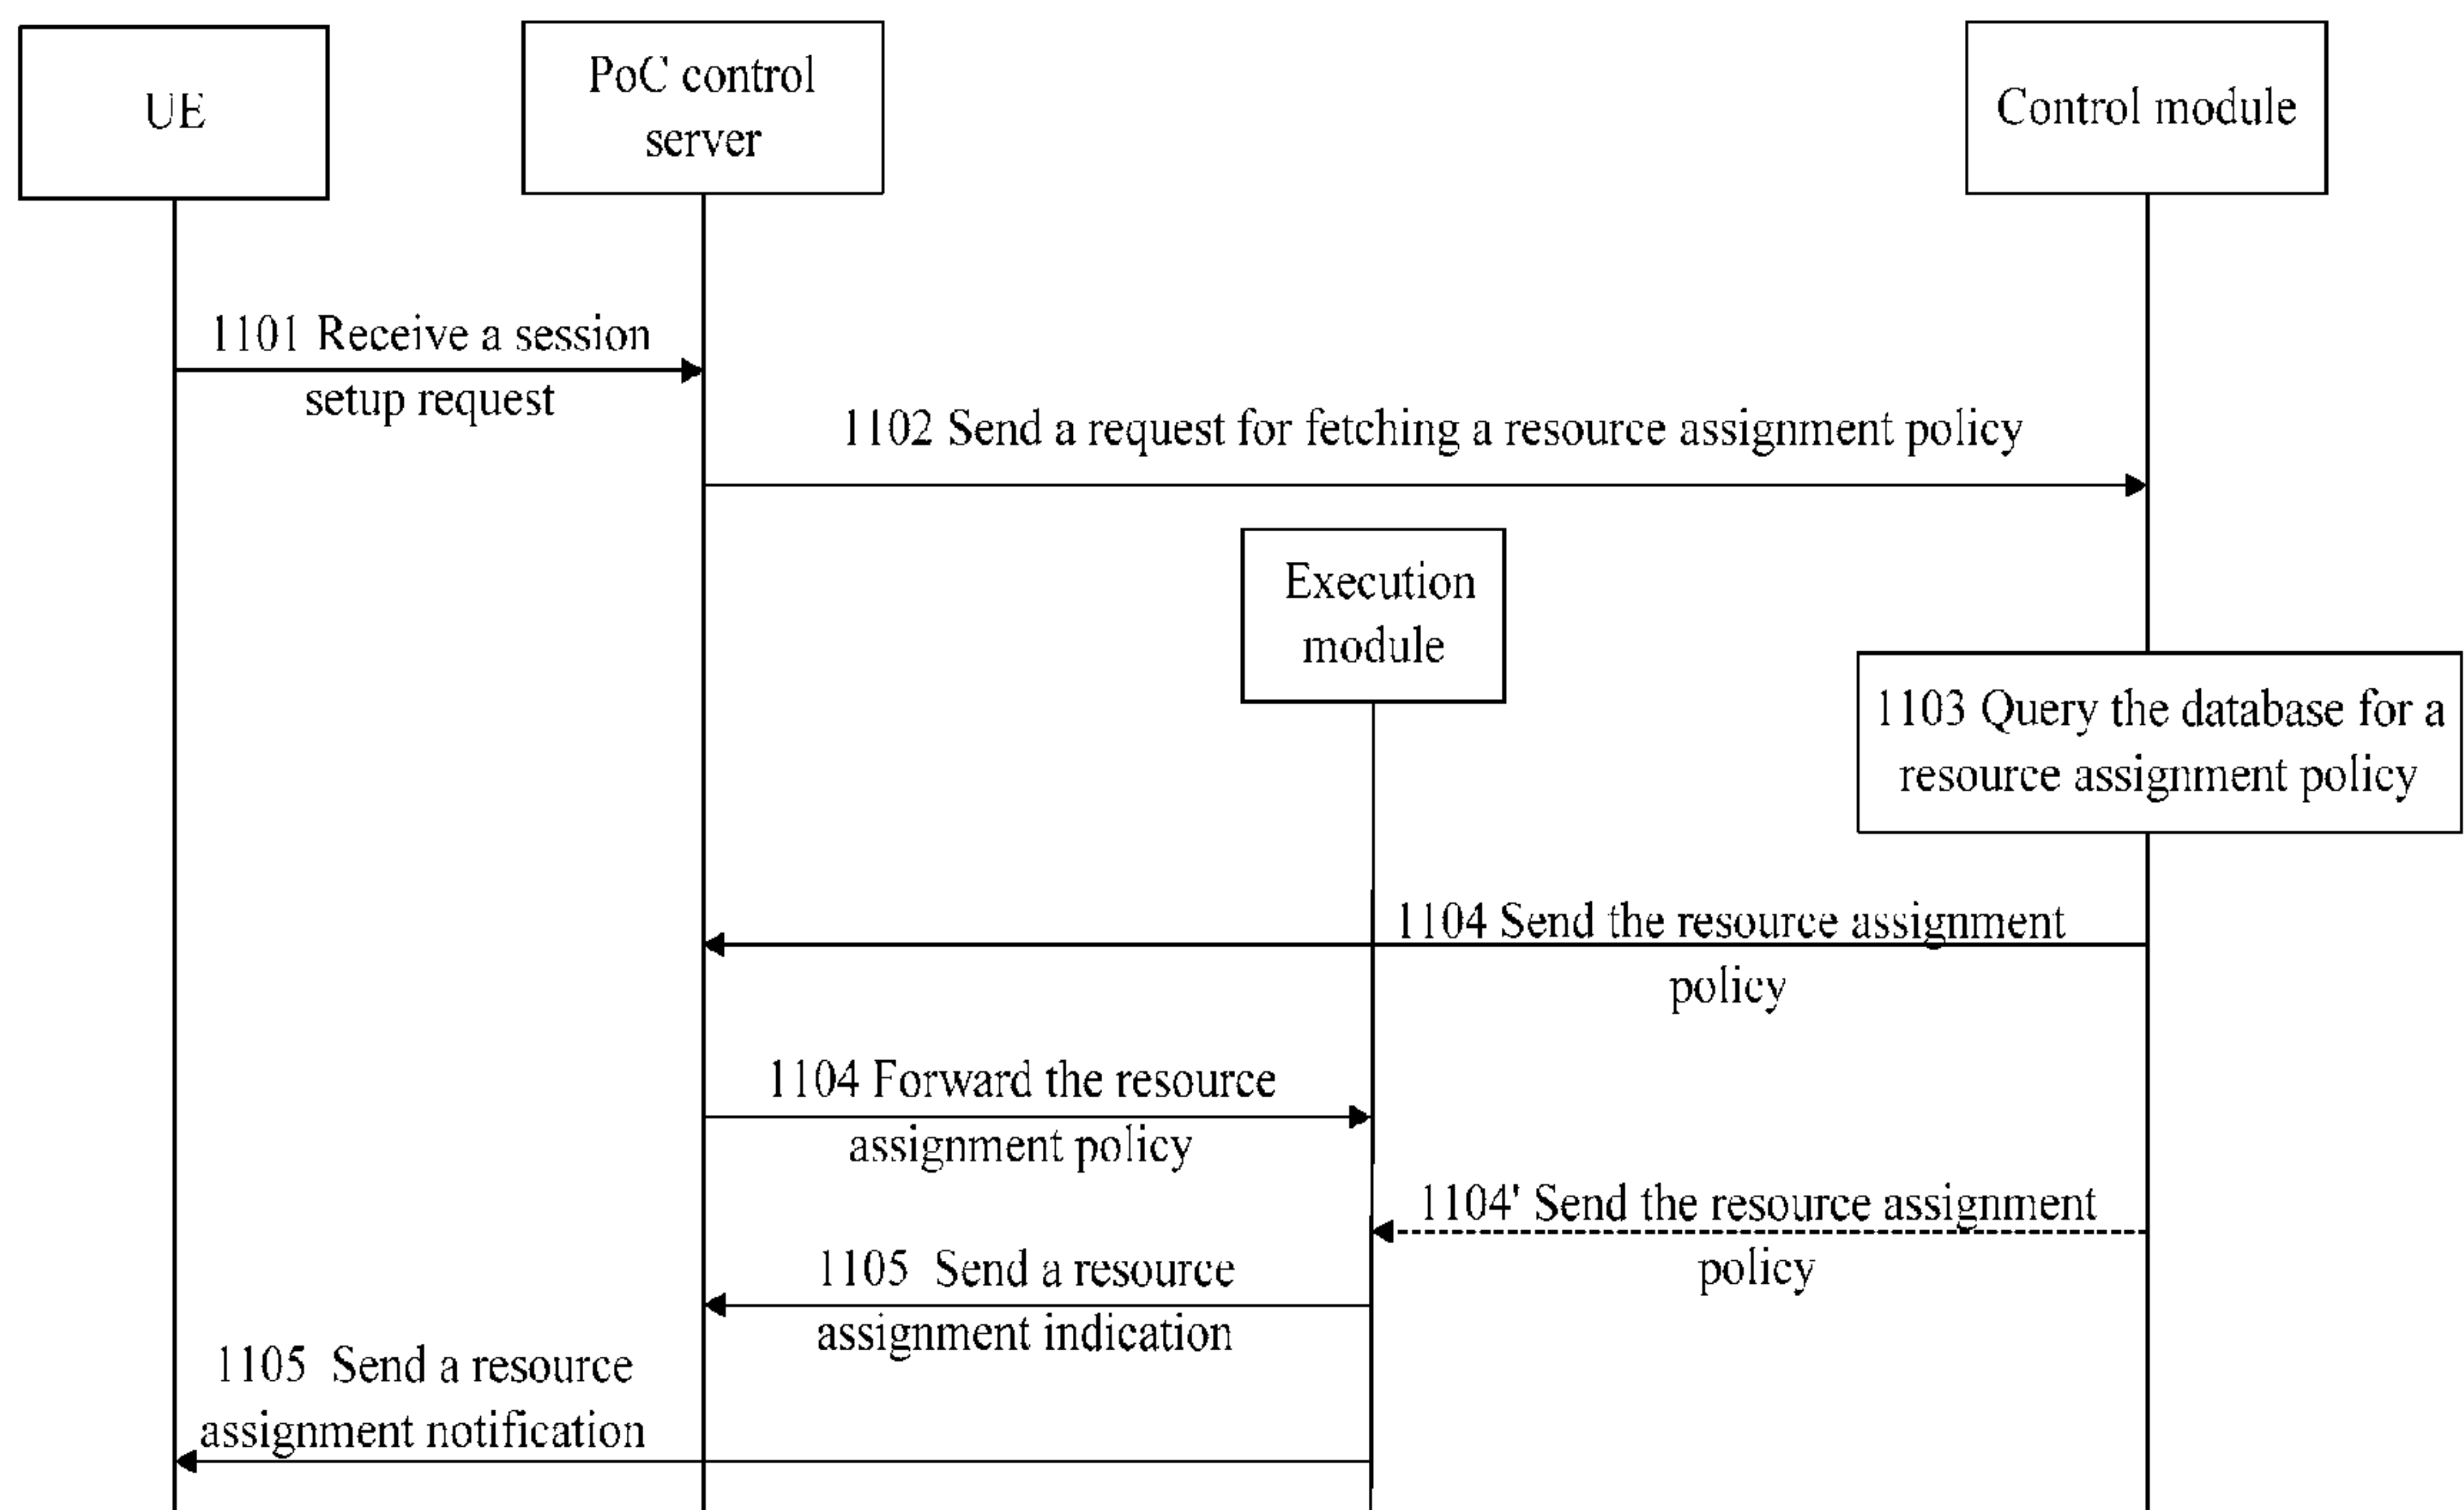 UE
PoC control
server
Control module
1101 Receive a session
setup request
1102 Send a request for fetching a resource assignment policy
Execution
module
1103 Query the database for a
resource assignment policy
1104 Send the resource assignment
policy
1104 Forward the resource
assignment policy
1104' Send the resource assignment
policy
1105 Send a resource
assignment indication
1105 Send a resource
assignment notification